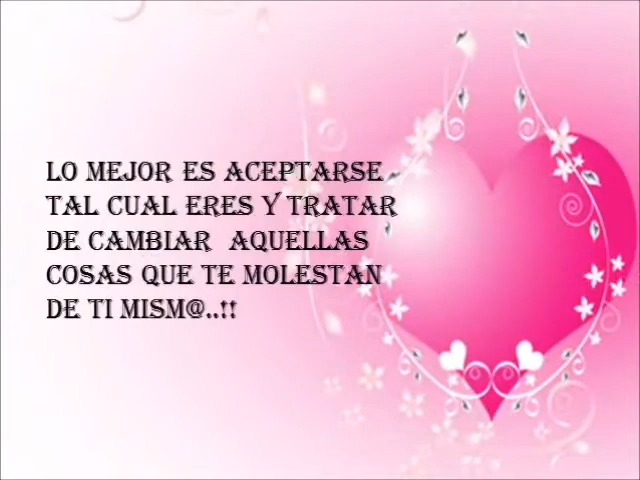 LO MEJOR ES ACEPTARSE
TAL CUAL ERES Y TRATAR
DE CAMBIAR AQUELLAS
COSAS QUE TE MOLESTAN
DE TI MISM@..!!